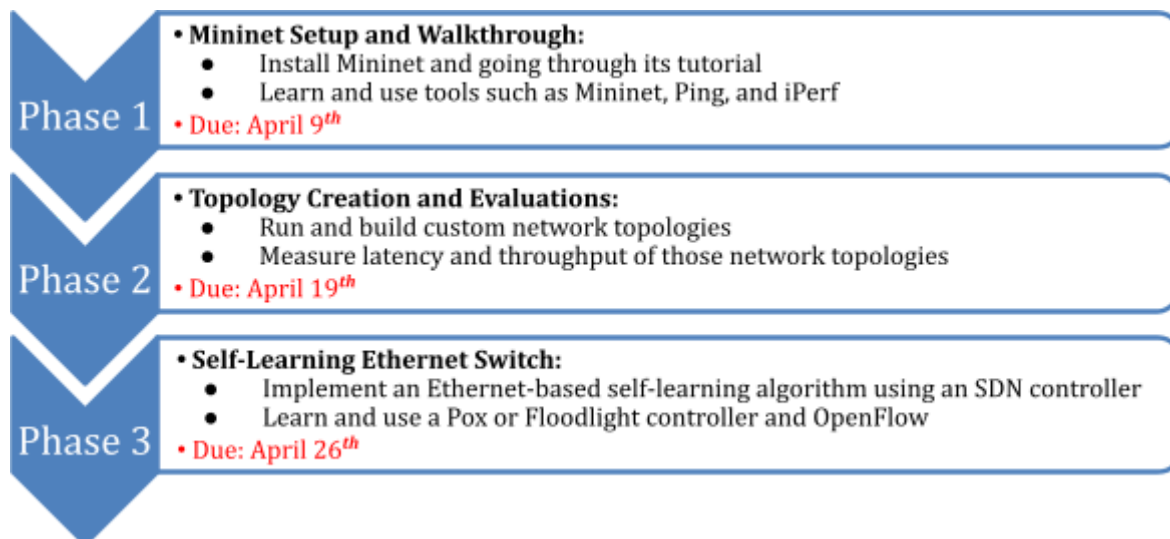 Phase 1
• Mininet Setup and Walkthrough:
● Install Mininet and going through its tutorial
● Learn and use tools such as Mininet, Ping, and iPerf
• Due: April 9th
Phase 2
• Topology Creation and Evaluations:
● Run and build custom network topologies
● Measure latency and throughput of those network topologies
• Due: April 19th
Phase 3
• Self-Learning Ethernet Switch:
● Implement an Ethernet-based self-learning algorithm using an SDN controller
● Learn and use a Pox or Floodlight controller and OpenFlow
• Due: April 26th